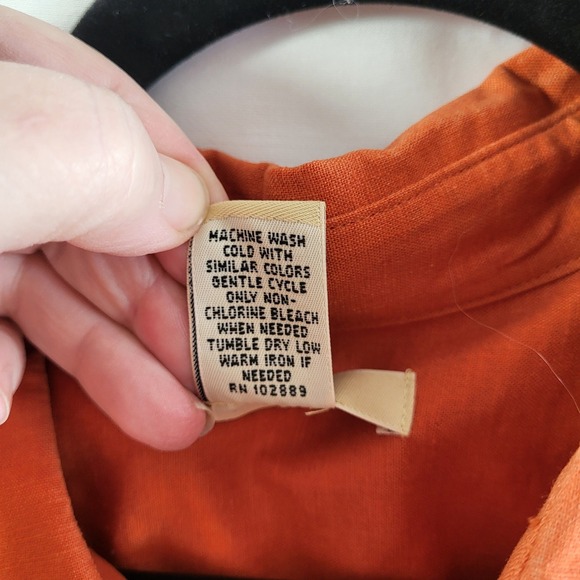 MACHINE WASH
COLD WITH
SIMILAR COLORS
GENTLE CYCLE
ONLY NON-
CHLORINE BLEACH
WHEN NEEDED
TUMBLE DRY LOW
WARM IRON IF
NEEDED
RN 102889